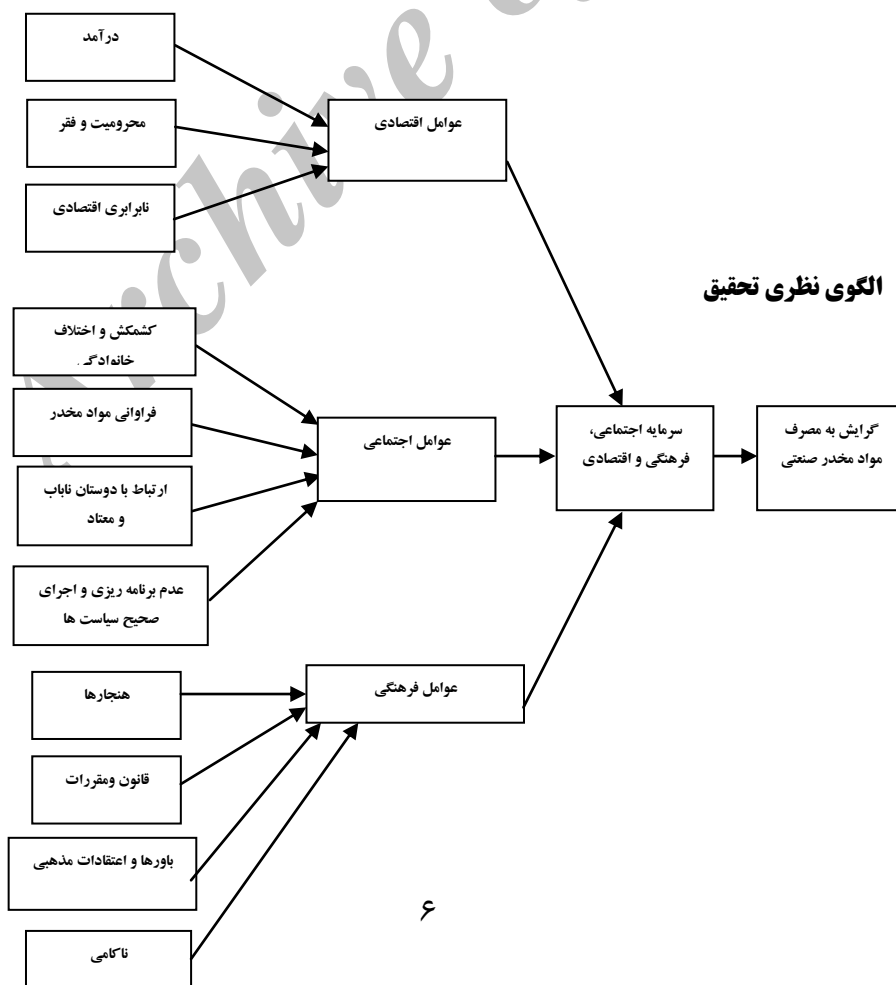 درآمد
محرومیت و فقر
نابرابری اقتصادی
عوامل اقتصادی
الگوی نظری تحقیق
کشمکش و اختلاف
خانوادگی
فراوانی مواد مخدر
ارتباط با دوستان ناباب
و معتاد
عدم برنامه ریزی و اجرای
صحیح سیاست ها
عوامل اجتماعی
سرمایه اجتماعی،
فرهنگی و اقتصادی
گرایش به مصرف
مواد مخدر صنعتی
هنجارها
قانون ومقررات
باورها و اعتقادات مذهبی
ناکامی
عوامل فرهنگی
۶
Archive